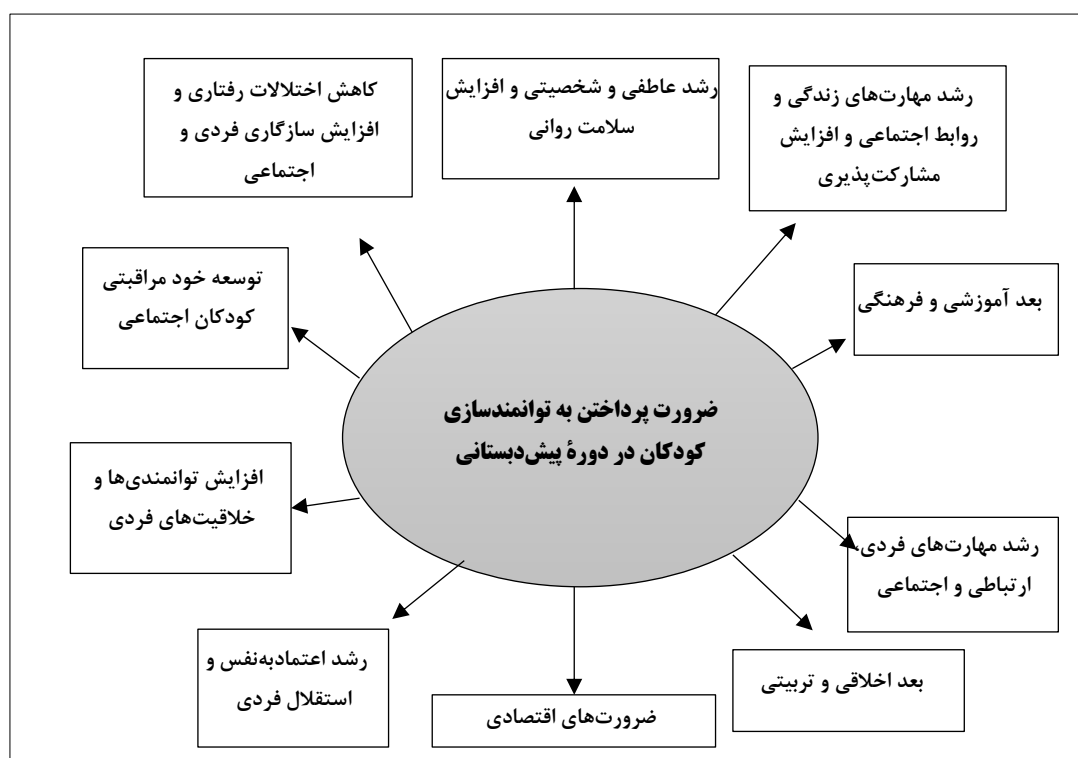 رشد عاطفی و شخصیتی و افزایش
سلامت روانی
رشد مهارت‌های زندگی و
روابط اجتماعی و افزایش
مشارکت‌پذیری
بعد آموزشی و فرهنگی
رشد مهارت‌های فردی،
ارتباطی و اجتماعی
بعد اخلاقی و تربیتی
ضرورت‌های اقتصادی
رشد اعتمادبه‌نفس و
استقلال فردی
افزایش توانمندی‌ها و
خلاقیت‌های فردی
توسعه خود مراقبتی
کودکان اجتماعی
کاهش اختلالات رفتاری و
افزایش سازگاری فردی و
اجتماعی
ضرورت پرداختن به توانمندسازی
کودکان در دورهٔ پیش‌دبستانی